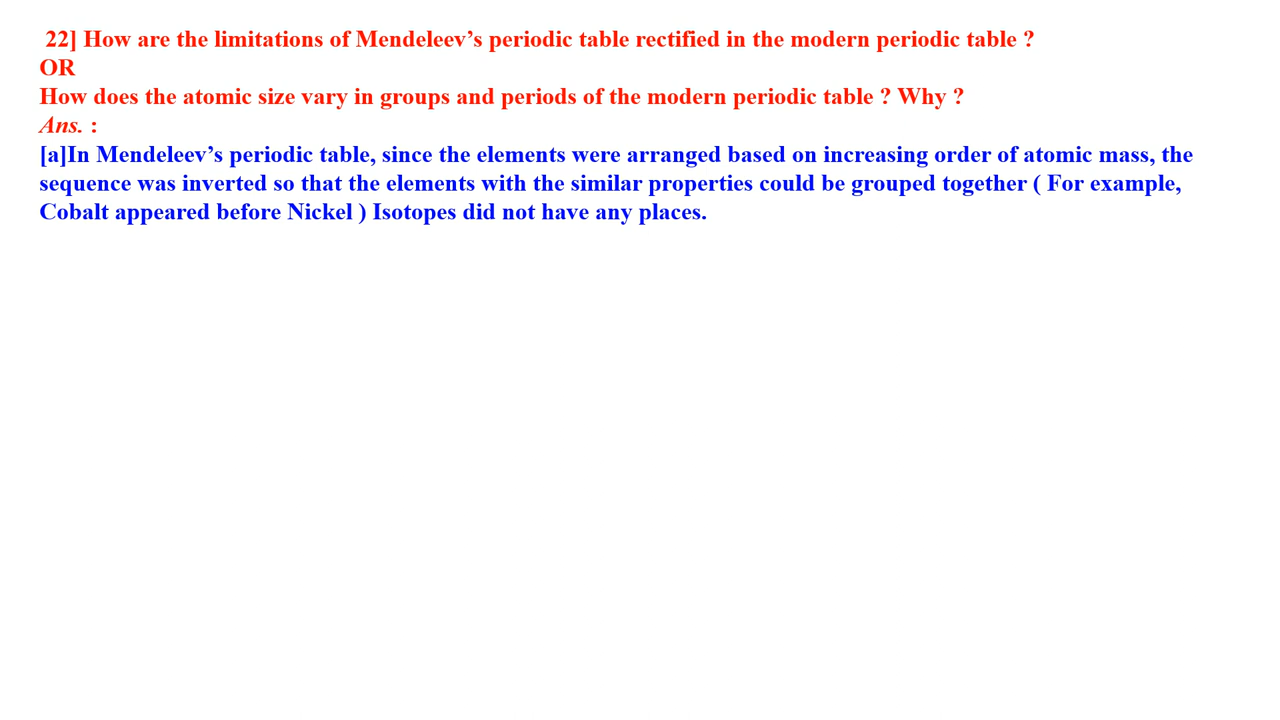 22] How are the limitations of Mendeleev’s periodic table rectified in the modern periodic table ?
OR
How does the atomic size vary in groups and periods of the modern periodic table ? Why ?
Ans. :
[a]In Mendeleev’s periodic table, since the elements were arranged based on increasing order of atomic mass, the
sequence was inverted so that the elements with the similar properties could be grouped together ( For example,
Cobalt appeared before Nickel ) Isotopes did not have any places.